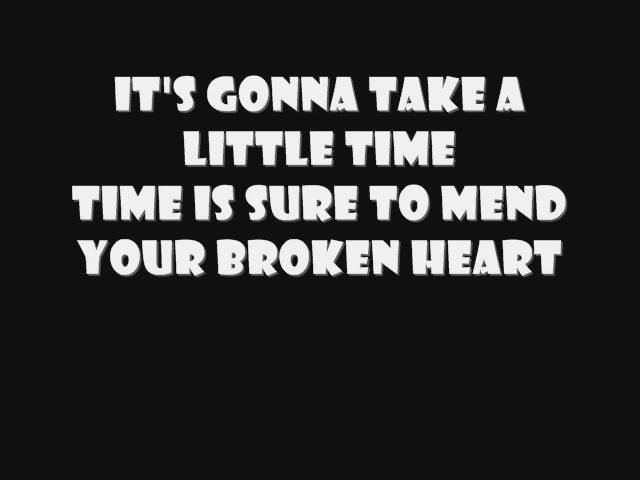 IT'S GONNA TAKE A
LITTLE TIME
TIME IS SURE TO MEND
YOUR BROKEN HEART